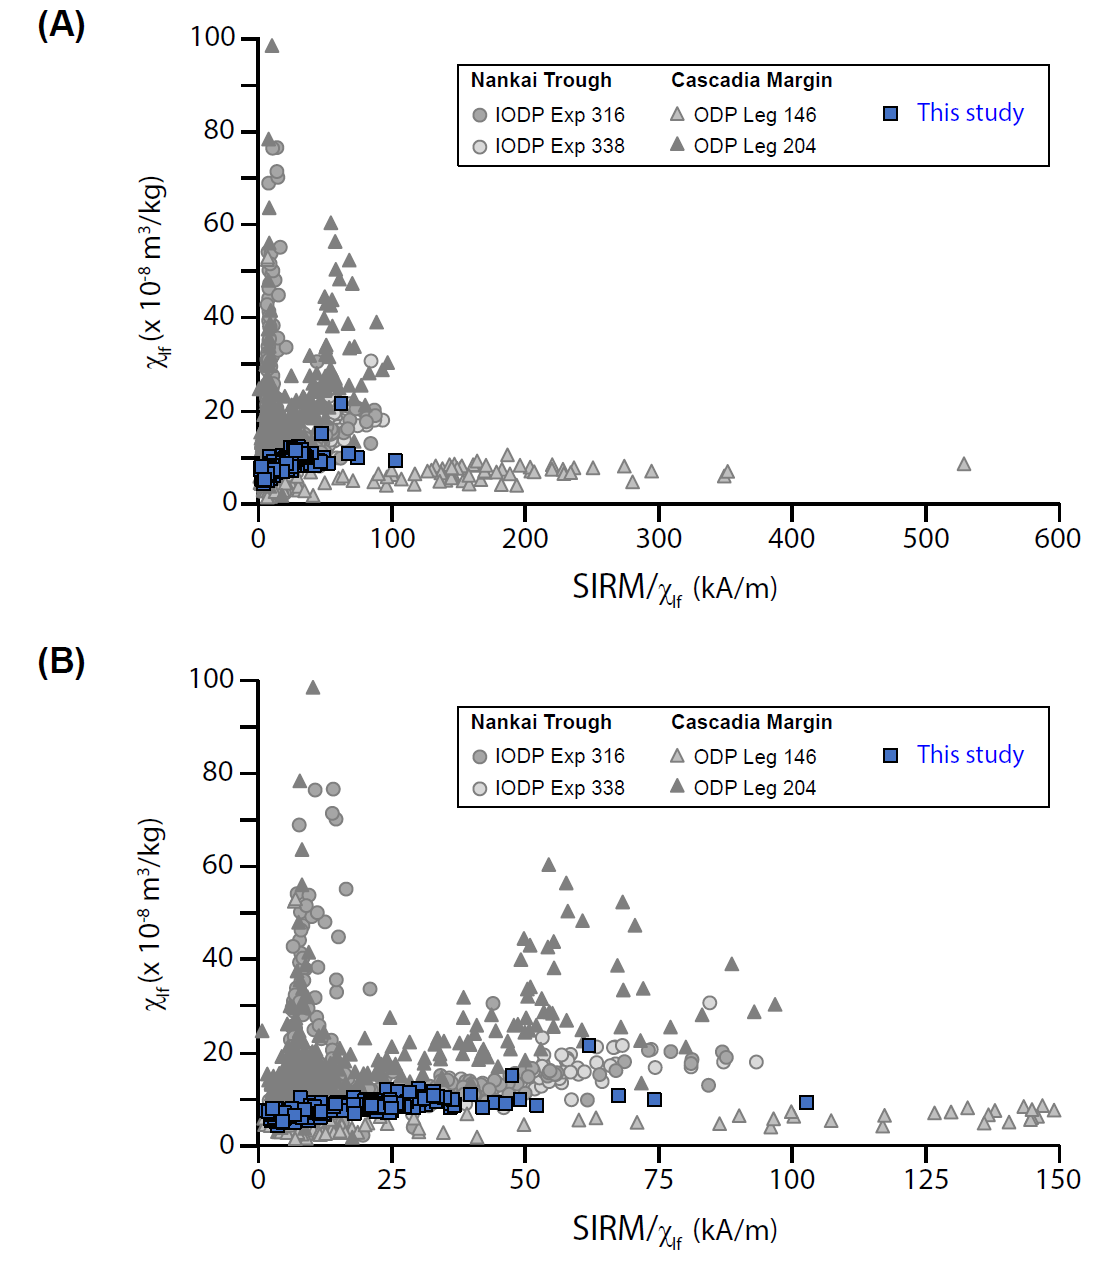 (A)
100
80
60
40
20
0
χlf (x 10-8 m3/kg)
Nankai Trough Cascadia Margin
IODP Exp 316 ODP Leg 146 This study
IODP Exp 338 ODP Leg 204
0 100 200 300 400 500 600
SIRM/χlf (kA/m)
(B)
100
80
60
40
20
0
χlf (x 10-8 m3/kg)
Nankai Trough Cascadia Margin
IODP Exp 316 ODP Leg 146 This study
IODP Exp 338 ODP Leg 204
0 25 50 75 100 125 150
SIRM/χlf (kA/m)